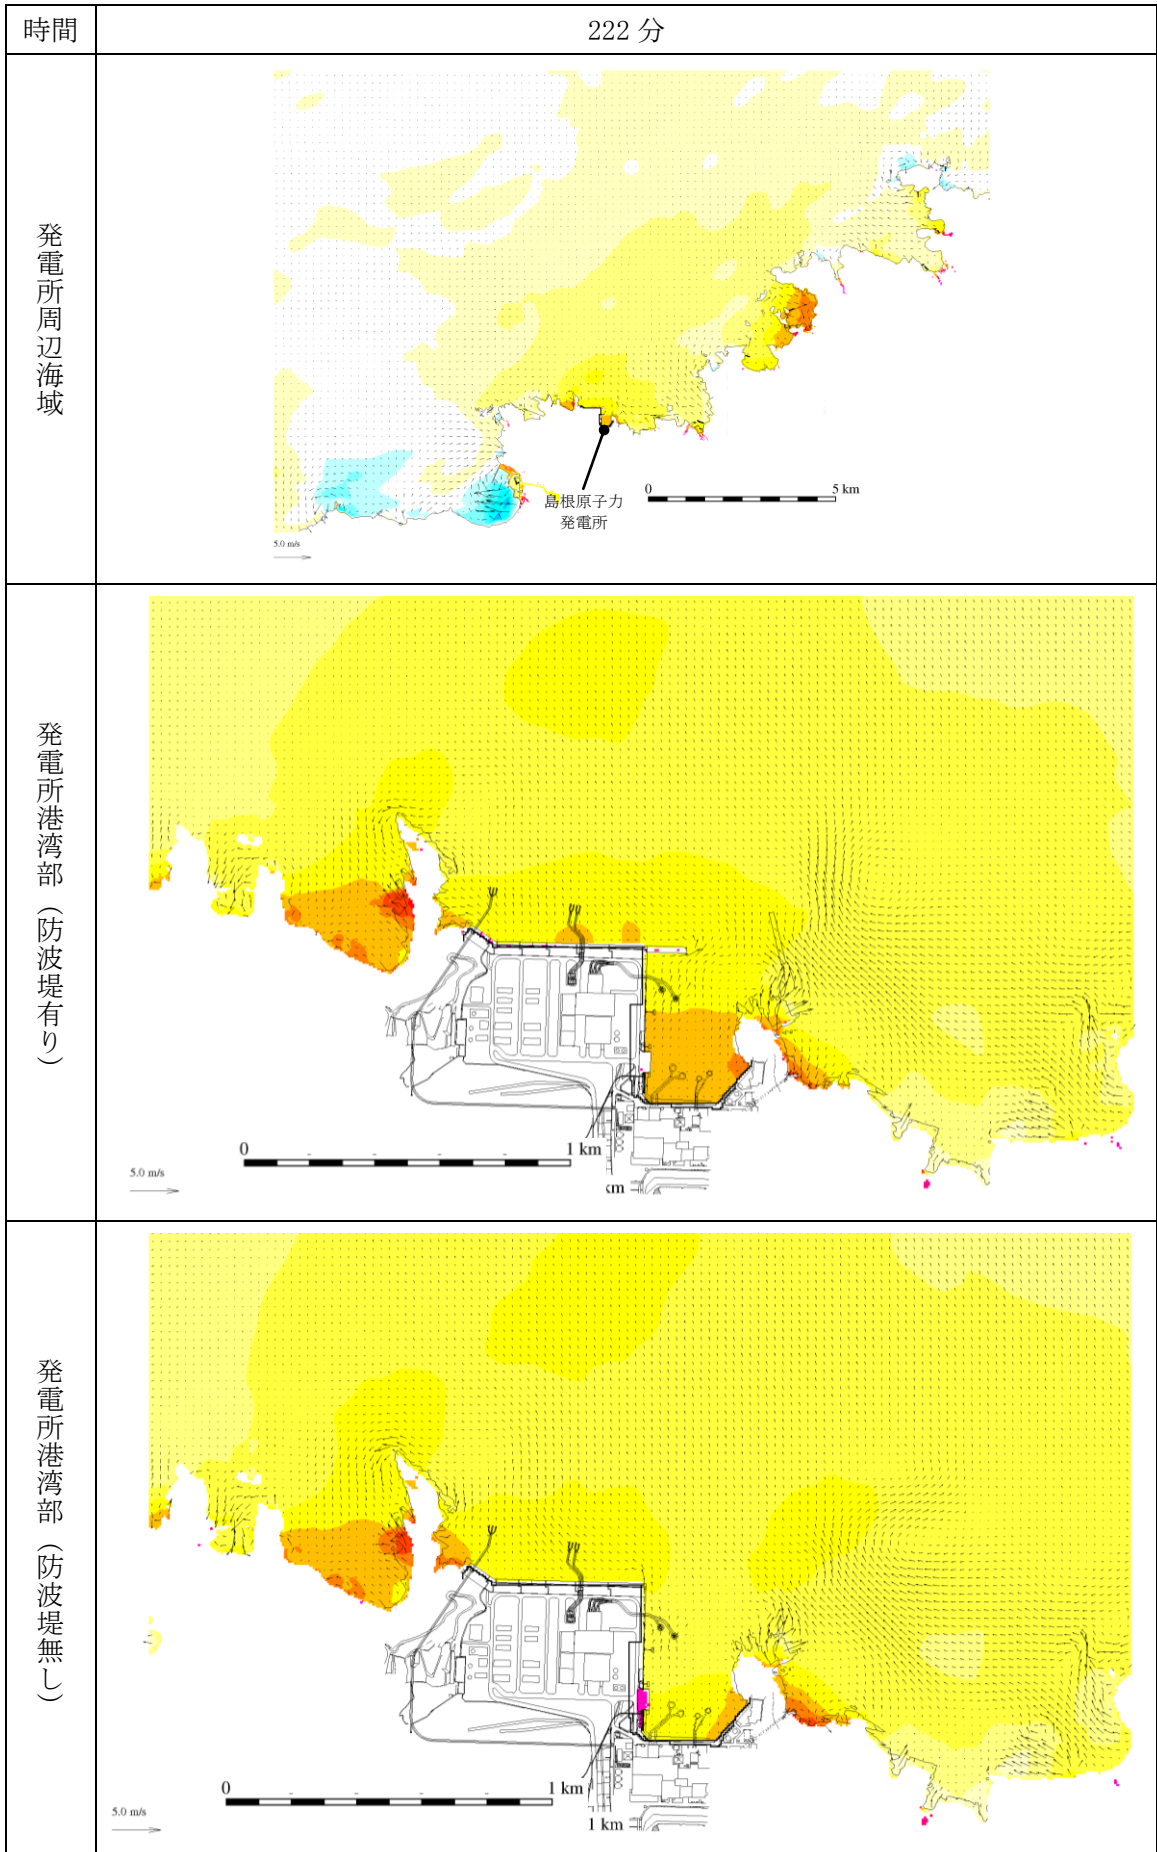 時間
222 分
発電所周辺海域
島根原子力
発電所
0
5 km
5.0 m/s
発電所港湾部（防波堤有り）
0
1 km
km
5.0 m/s
発電所港湾部（防波堤無し）
0
1 km
1 km
5.0 m/s